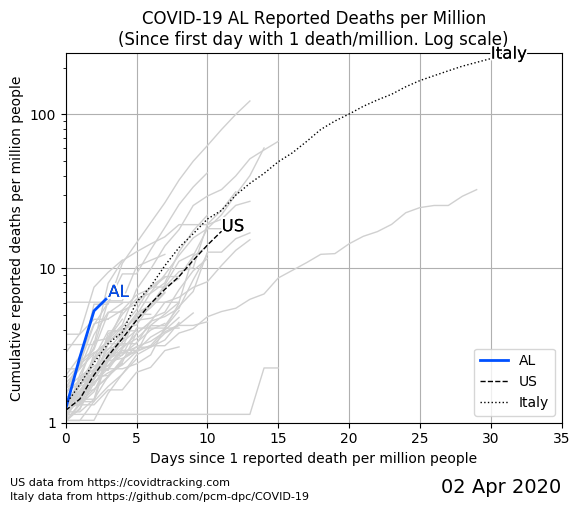 COVID-19 AL Reported Deaths per Million
(Since first day with 1 death/million. Log scale)
Italy
100
US
10
AL
1
Cumulative reported deaths per million people
AL
US
Italy
0 5 10 15 20 25 30 35
Days since 1 reported death per million people
US data from https://covidtracking.com
Italy data from https://github.com/pcm-dpc/COVID-19
02 Apr 2020